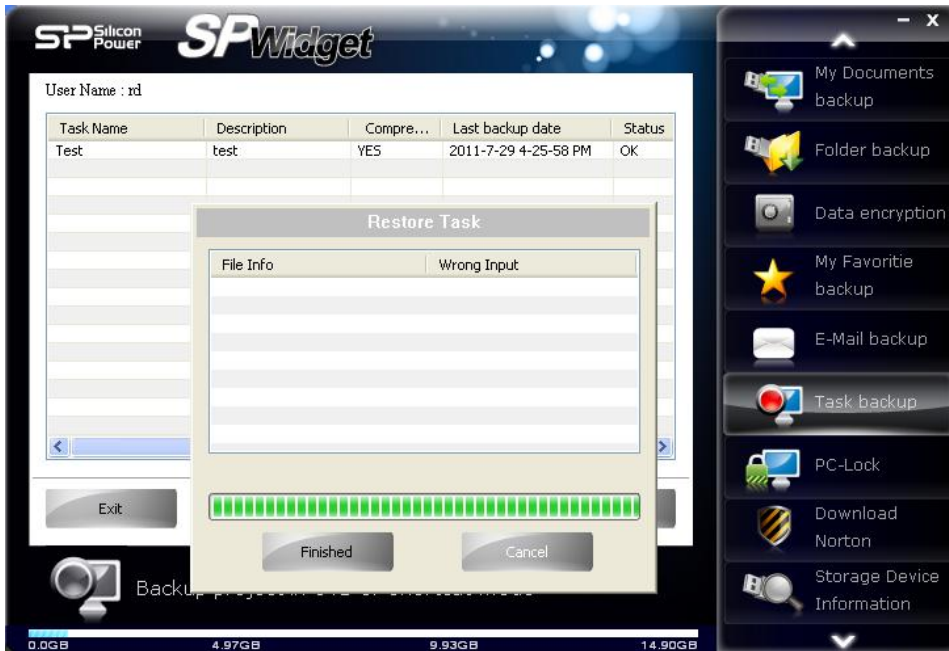 SP Silicon Power
SPWidget
User Name : rd
Task Name Description Compre... Last backup date Status
Test test YES 2011-7-29 4-25-58 PM OK
Restore Task
File Info Wrong Input
Exit
Finished Cancel
Backup
0.0GB 4.97GB 9.93GB 14.90GB
X
My Documents
backup
Folder backup
Data encryption
My Favoritie
backup
E-Mail backup
Task backup
PC-Lock
Download
Norton
Storage Device
Information